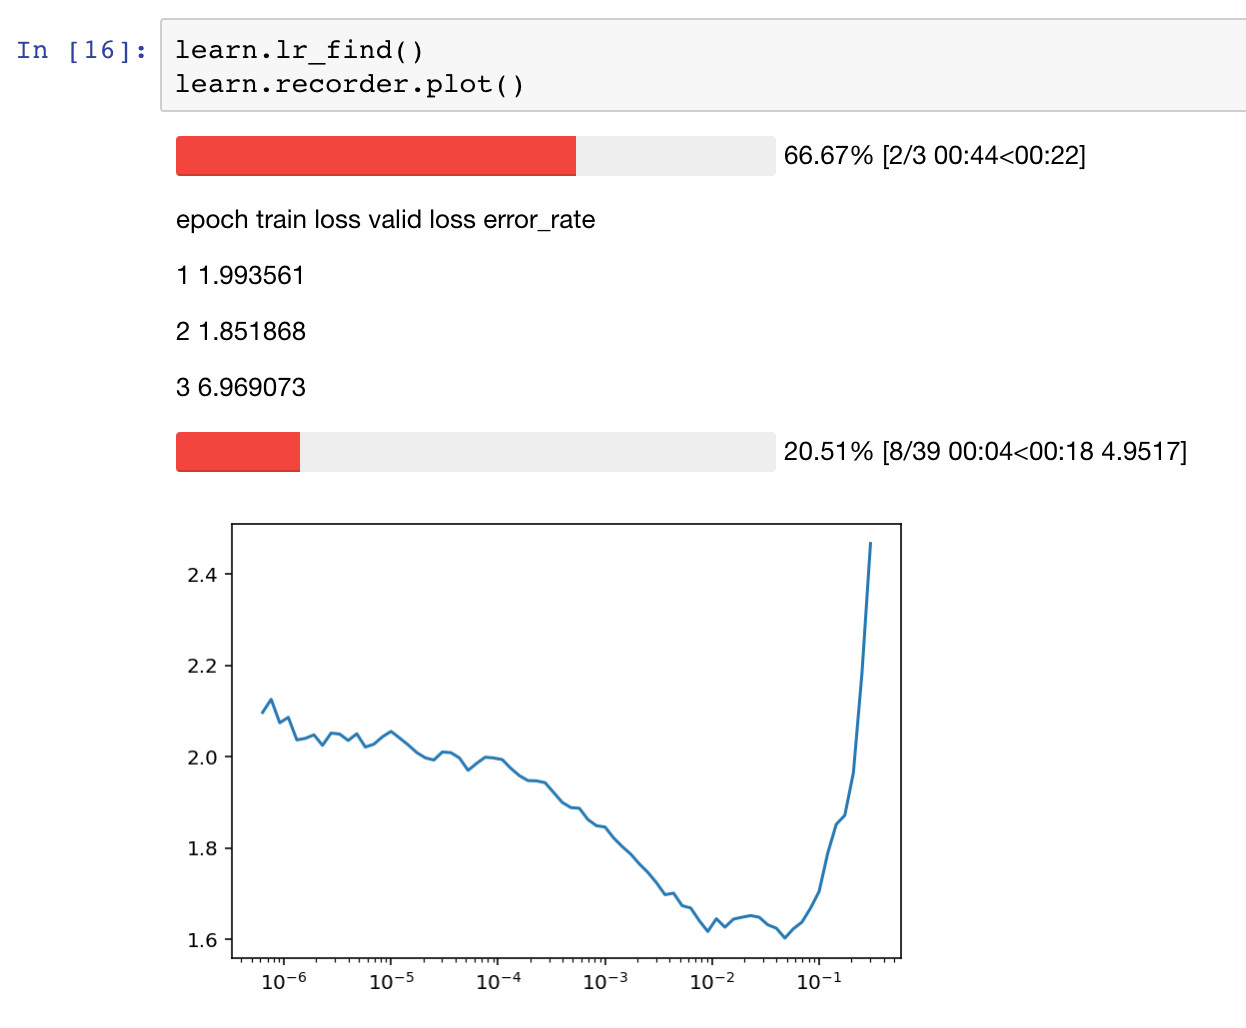 In [16]:
learn.lr_find()
learn.recorder.plot()
66.67% [2/3 00:44<00:22]
epoch train loss valid loss error_rate
1 1.993561
2 1.851868
3 6.969073
20.51% [8/39 00:04<00:18 4.9517]
2.4
2.2
2.0
1.8
1.6
10⁻⁶ 10⁻⁵ 10⁻⁴ 10⁻³ 10⁻² 10⁻¹